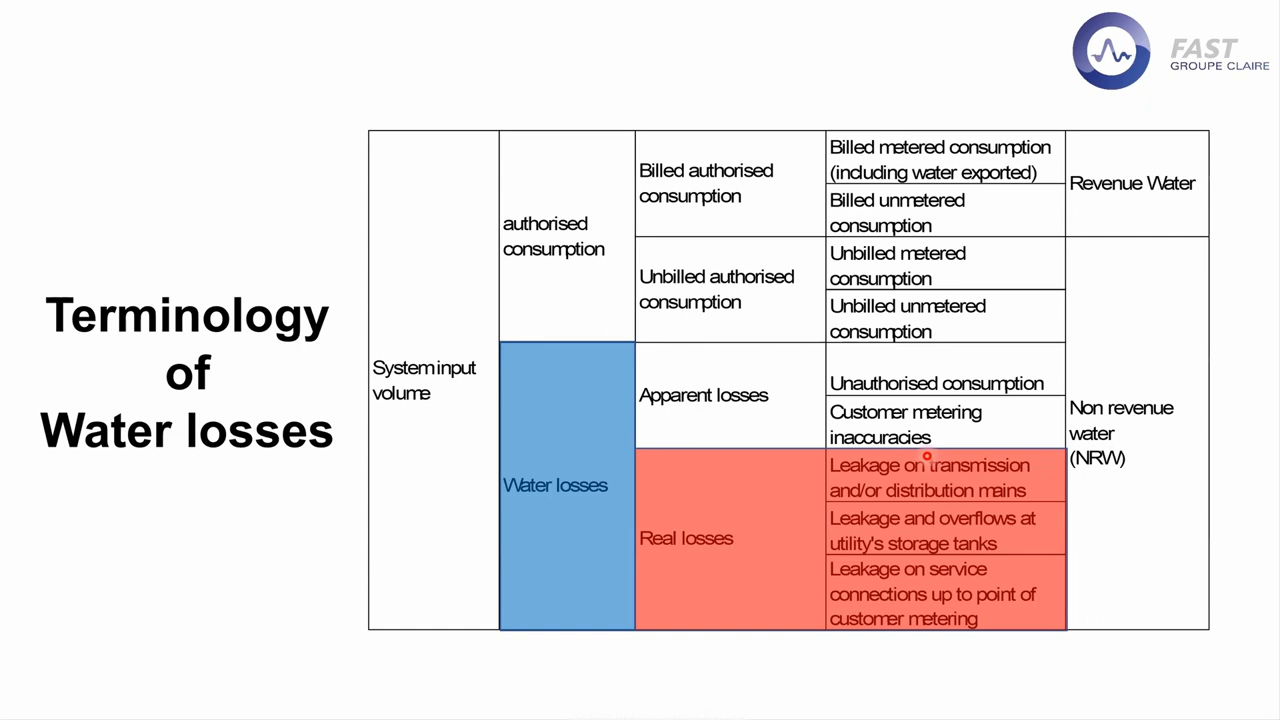 FAST
GROUPE CLAIRE
Terminology
of
Water losses
System input
volume
authorised
consumption
Water losses
Billed authorised
consumption
Unbilled authorised
consumption
Apparent losses
Real losses
Billed metered consumption
(including water exported)
Billed unmetered
consumption
Unbilled metered
consumption
Unbilled unmetered
consumption
Unauthorised consumption
Customer metering
inaccuracies
Leakage on transmission
and/or distribution mains
Leakage and overflows at
utility's storage tanks
Leakage on service
connections up to point of
customer metering
Revenue Water
Non revenue
water
(NRW)